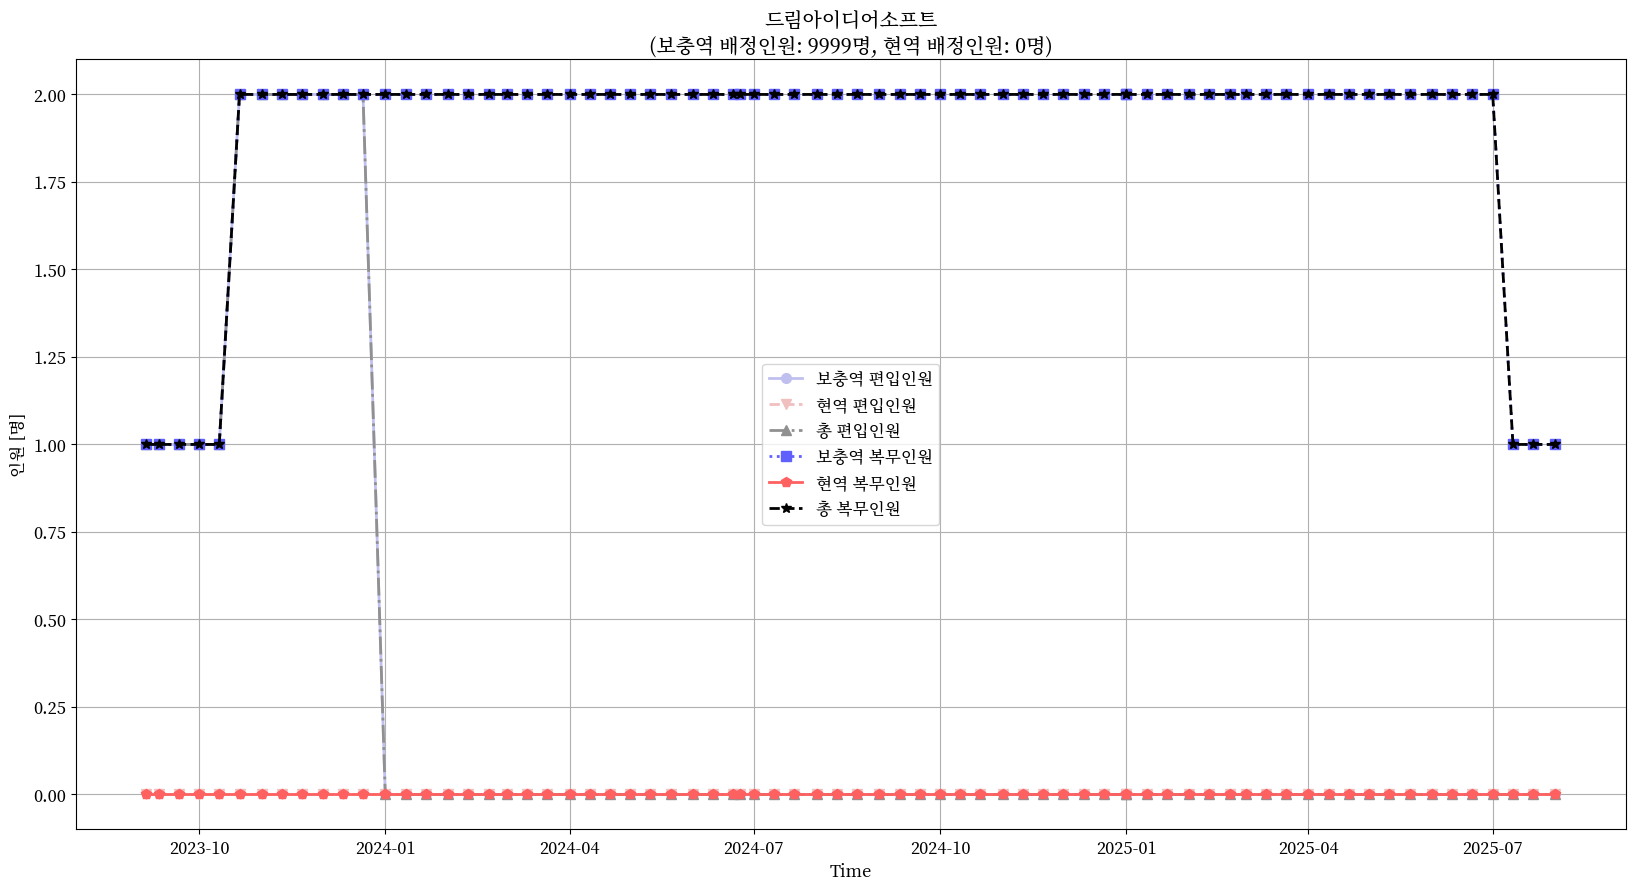 드림아이디어소프트
(보충역 배정인원: 9999명, 현역 배정인원: 0명)
2.00
1.75
1.50
1.25
1.00
0.75
0.50
0.25
0.00
인원 [명]
보충역 편입인원
현역 편입인원
총 편입인원
보충역 복무인원
현역 복무인원
총 복무인원
2023-10
2024-01
2024-04
2024-07
2024-10
2025-01
2025-04
2025-07
Time